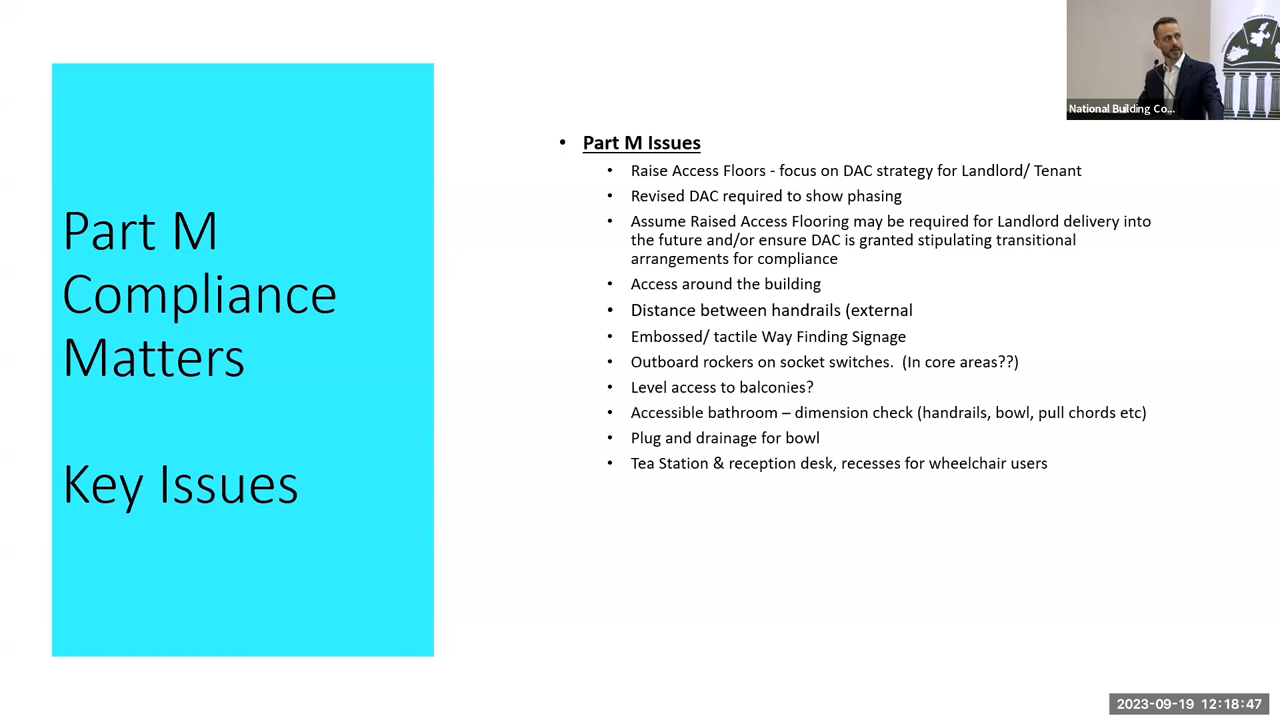 Part M
Compliance
Matters
Key Issues
• Part M Issues
• Raise Access Floors - focus on DAC strategy for Landlord/ Tenant
• Revised DAC required to show phasing
• Assume Raised Access Flooring may be required for Landlord delivery into
the future and/or ensure DAC is granted stipulating transitional
arrangements for compliance
• Access around the building
• Distance between handrails (external
• Embossed/ tactile Way Finding Signage
• Outboard rockers on socket switches.  (In core areas??)
• Level access to balconies?
• Accessible bathroom – dimension check (handrails, bowl, pull chords etc)
• Plug and drainage for bowl
• Tea Station & reception desk, recesses for wheelchair users
National Building Co...
2023-09-19 12:18:47